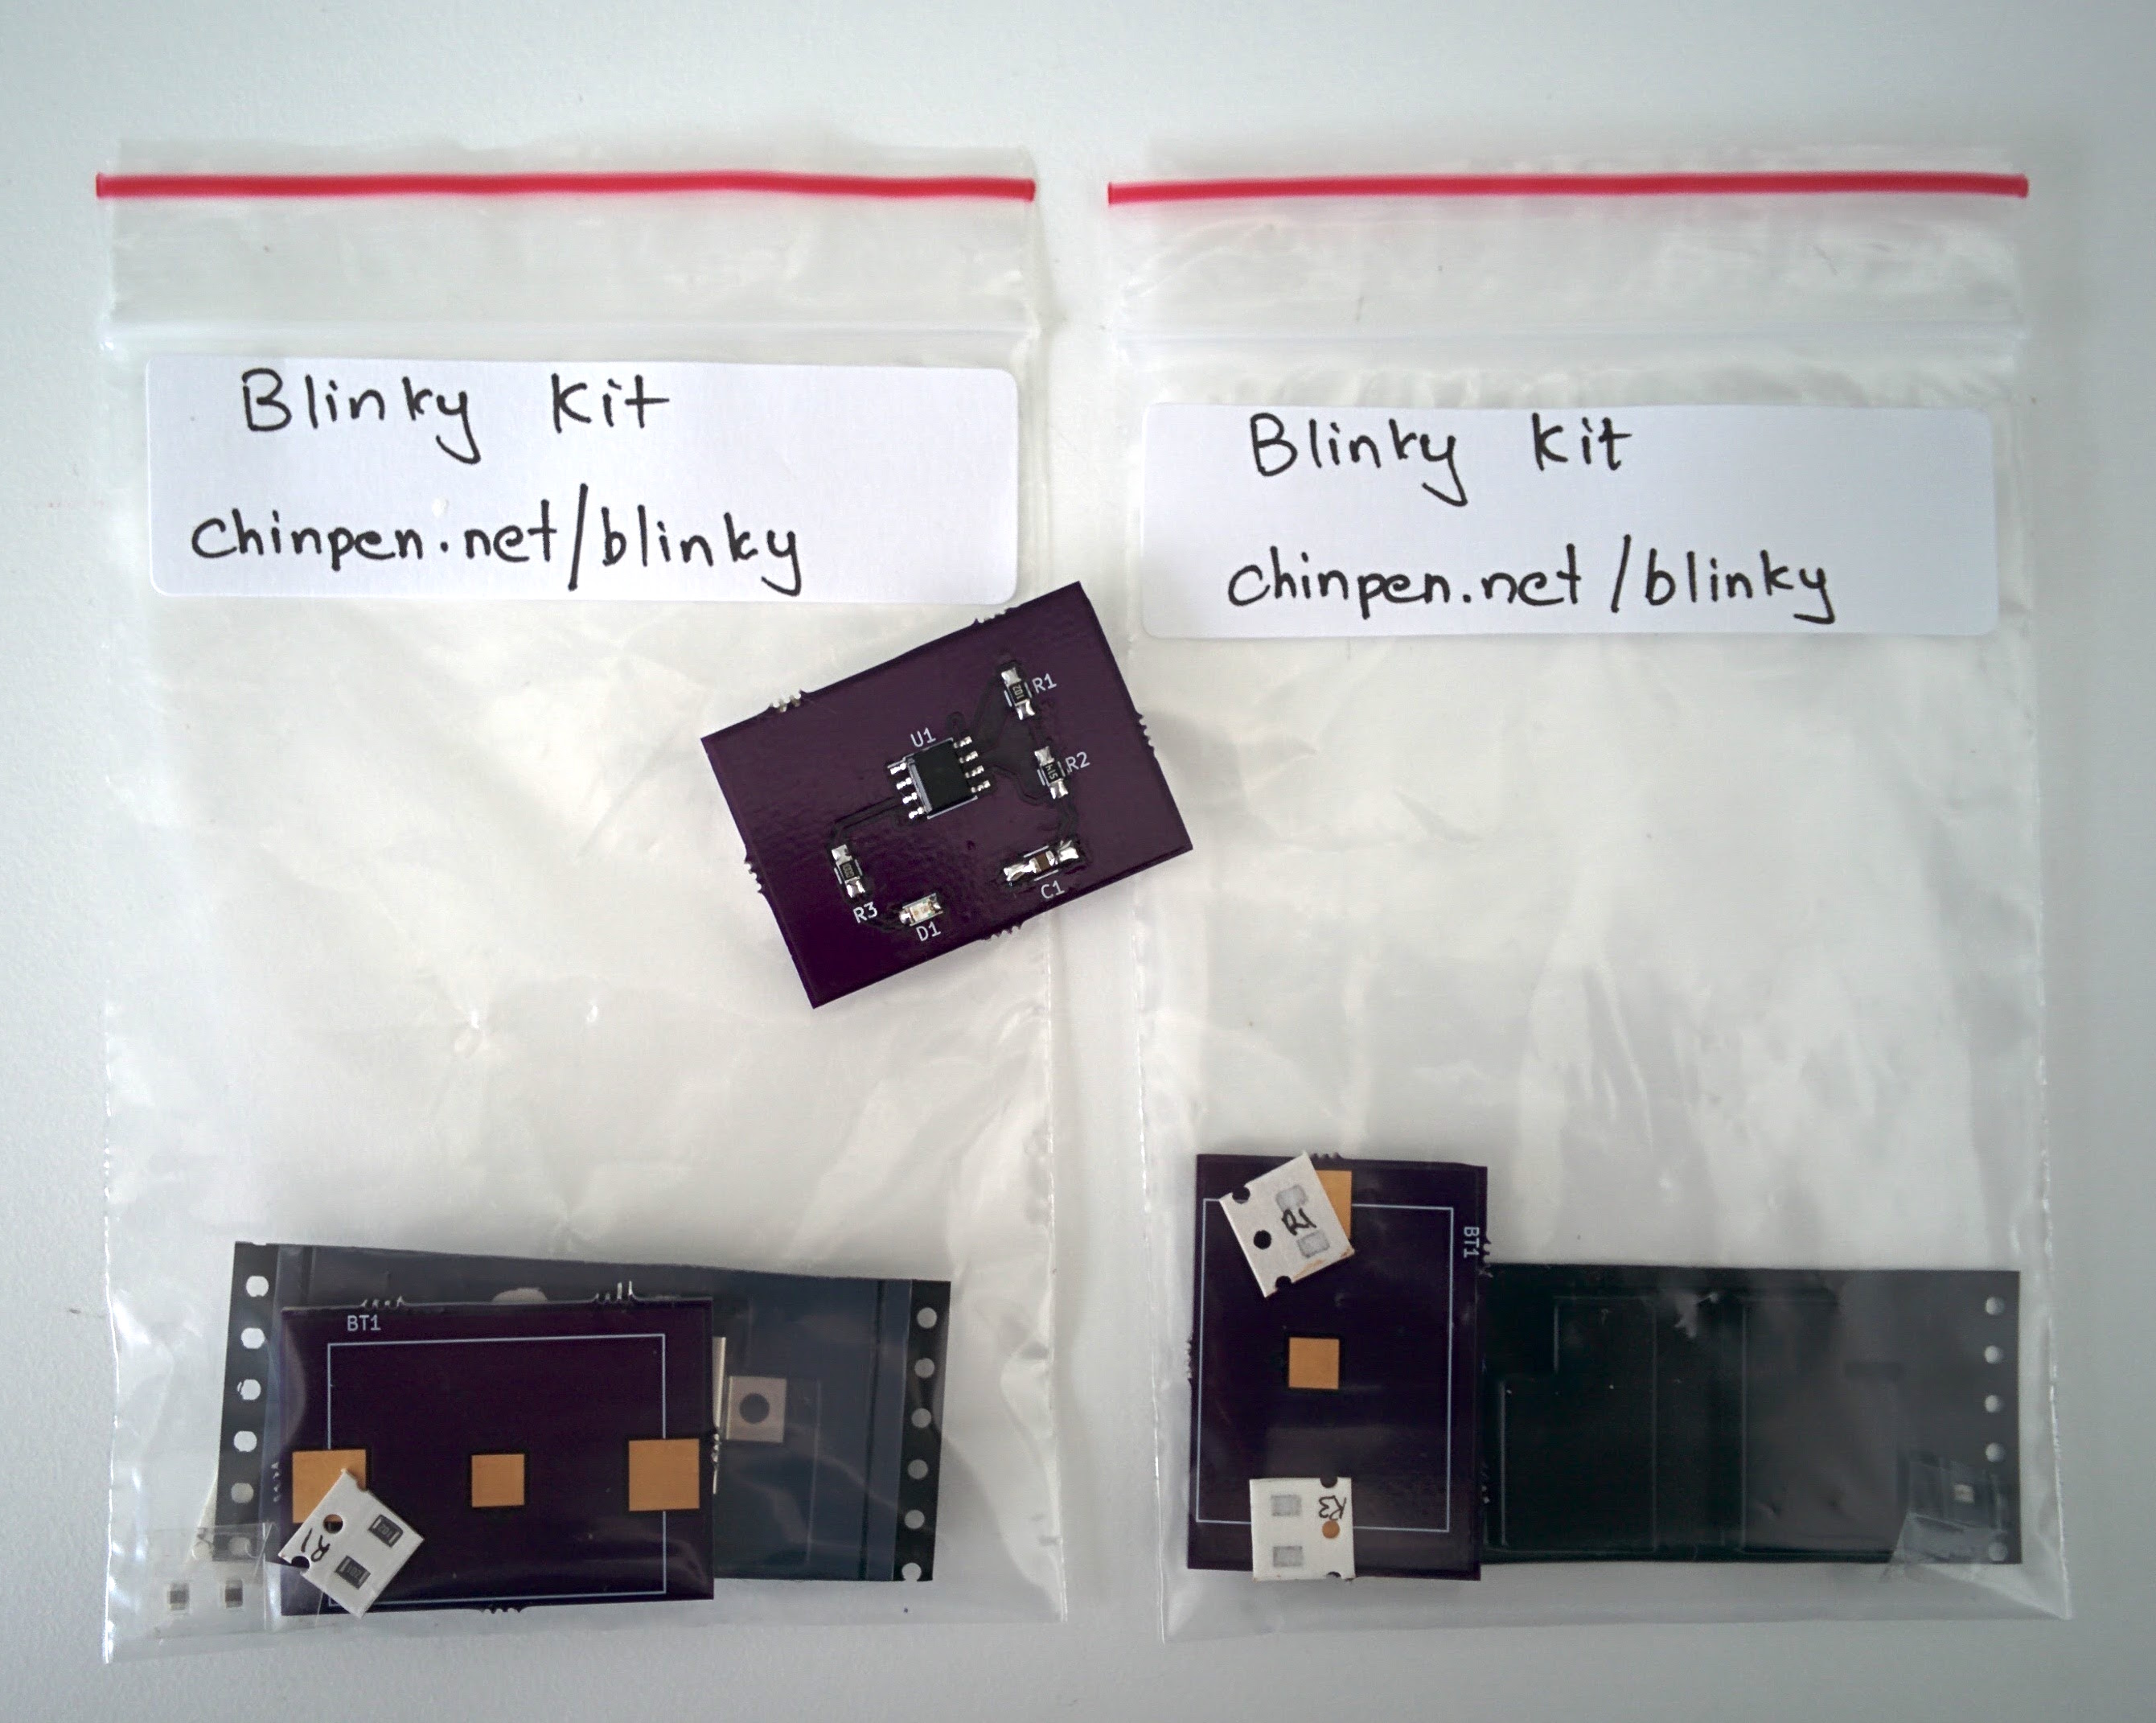 Blinky Kit
chinpen.net/blinky
Blinky Kit
chinpen.net/blinky
R1
U1
R2
C1
R3
D1
BT1
R1
BT1
R1
R3